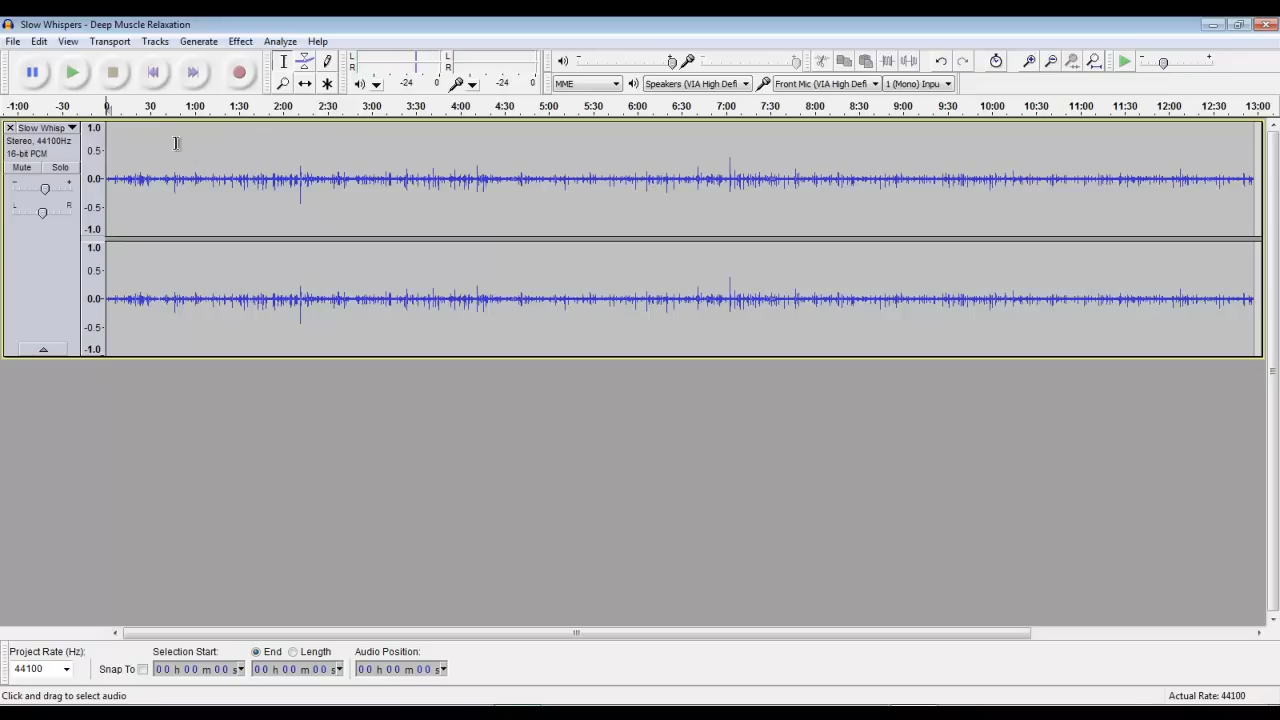 Slow Whispers - Deep Muscle Relaxation
File Edit View Transport Tracks Generate Effect Analyze Help
L R -24 0 L R -24 0
MME Speakers (VIA High Defi Front Mic (VIA High Defi 1 (Mono) Inpu
-1:00 -30 0 30 1:00 1:30 2:00 2:30 3:00 3:30 4:00 4:30 5:00 5:30 6:00 6:30 7:00 7:30 8:00 8:30 9:00 9:30 10:00 10:30 11:00 11:30 12:00 12:30 13:00
Slow Whisp
Stereo, 44100Hz
16-bit PCM
Mute Solo
- +
L R
1.0
0.5
0.0
-0.5
-1.0
1.0
0.5
0.0
-0.5
-1.0
Project Rate (Hz): Selection Start: End Length Audio Position:
44100 Snap To 00 h 00 m 00 s 00 h 00 m 00 s 00 h 00 m 00 s
Click and drag to select audio Actual Rate: 44100